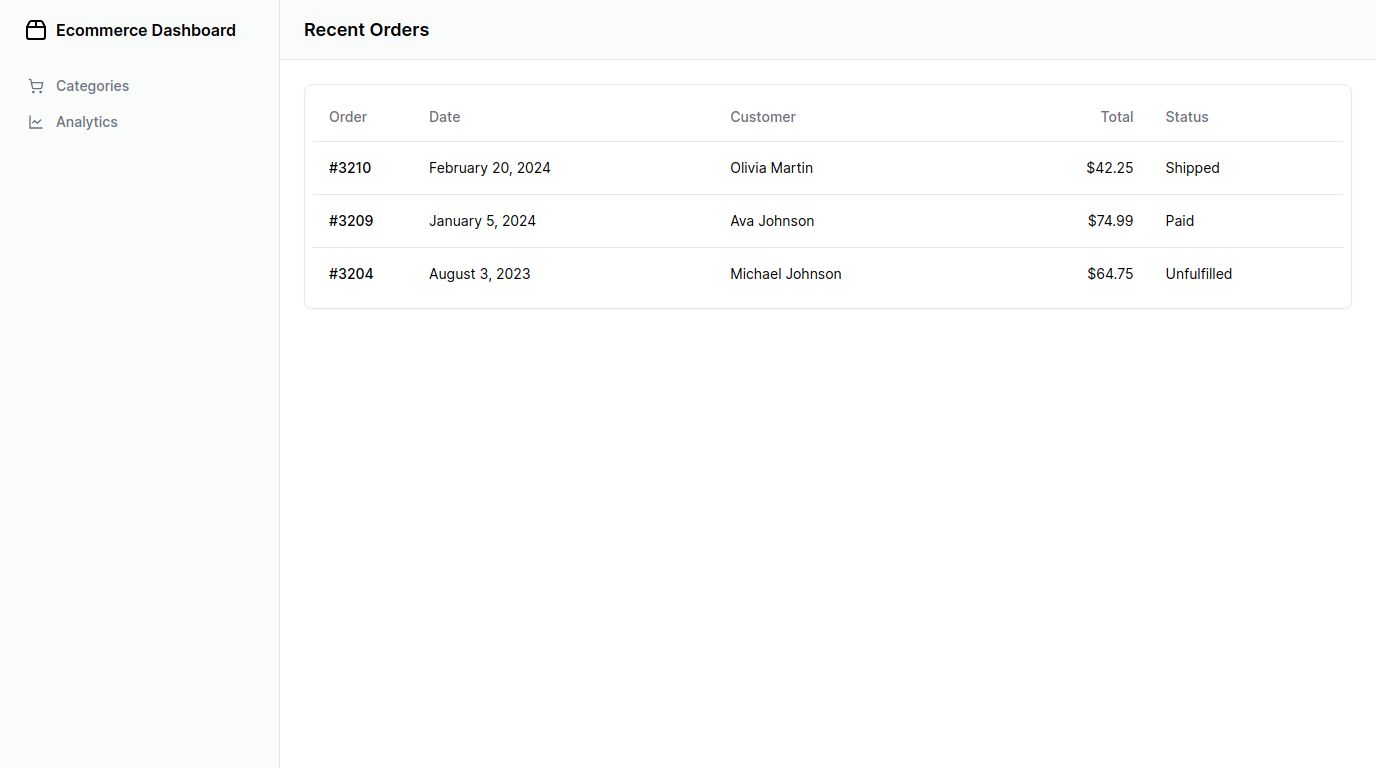 Ecommerce Dashboard
Categories
Analytics
Recent Orders
Order Date Customer Total Status
#3210 February 20, 2024 Olivia Martin $42.25 Shipped
#3209 January 5, 2024 Ava Johnson $74.99 Paid
#3204 August 3, 2023 Michael Johnson $64.75 Unfulfilled